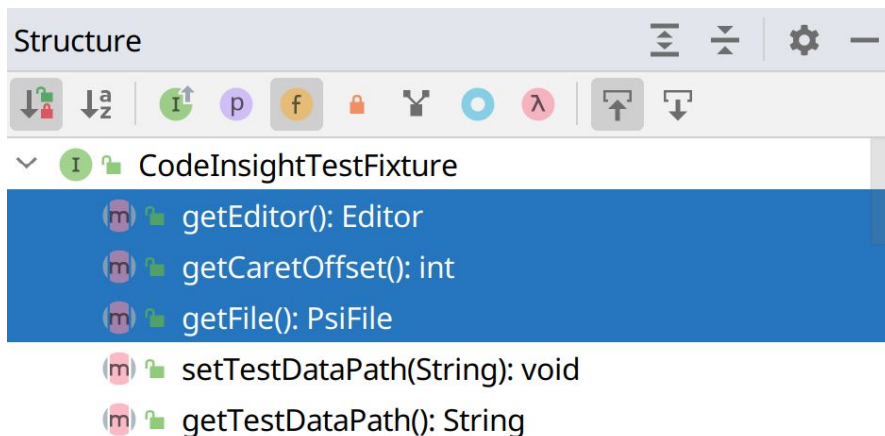 Structure
a
z
I p f λ
I CodeInsightTestFixture
m getEditor(): Editor
m getCaretOffset(): int
m getFile(): PsiFile
m setTestDataPath(String): void
m getTestDataPath(): String